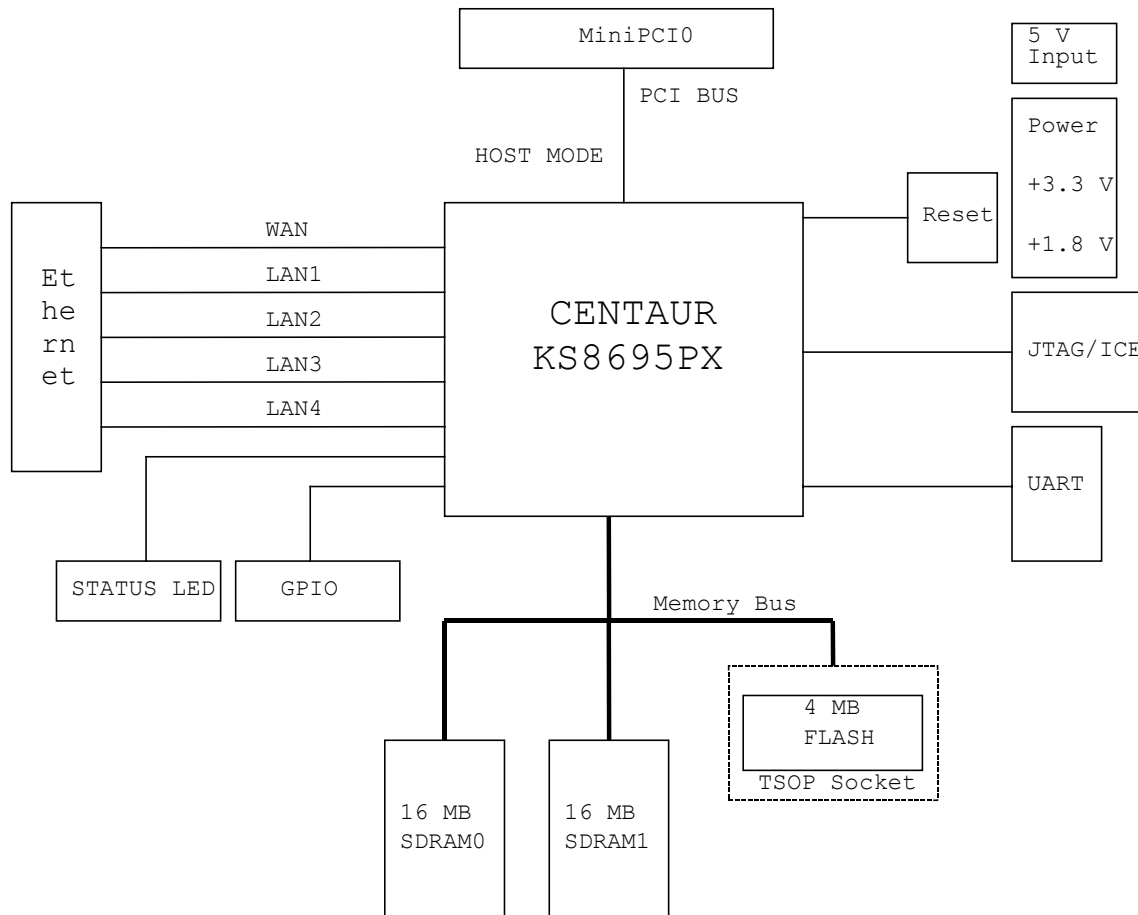 MiniPCI0
5 V
Input
PCI BUS
Power
HOST MODE
+3.3 V
Reset
+1.8 V
WAN
Et
he
rn
et
LAN1
LAN2
LAN3
LAN4
CENTAUR
KS8695PX
JTAG/ICE
UART
STATUS LED
GPIO
Memory Bus
4 MB
FLASH
TSOP Socket
16 MB
SDRAM0
16 MB
SDRAM1